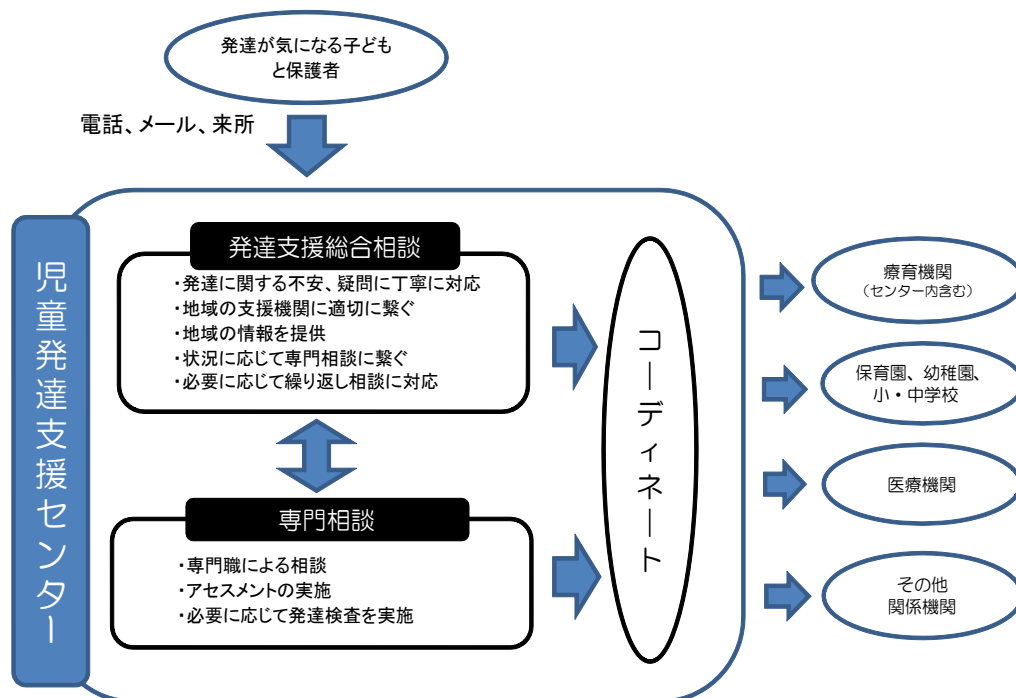 発達が気になる子ども
と保護者
電話、メール、来所
児童発達支援センター
発達支援総合相談
・発達に関する不安、疑問に丁寧に対応
・地域の支援機関に適切に繋ぐ
・地域の情報を提供
・状況に応じて専門相談に繋ぐ
・必要に応じて繰り返し相談に対応
専門相談
・専門職による相談
・アセスメントの実施
・必要に応じて発達検査を実施
コーディネート
療育機関
（センター内含む）
保育園、幼稚園、
小・中学校
医療機関
その他
関係機関